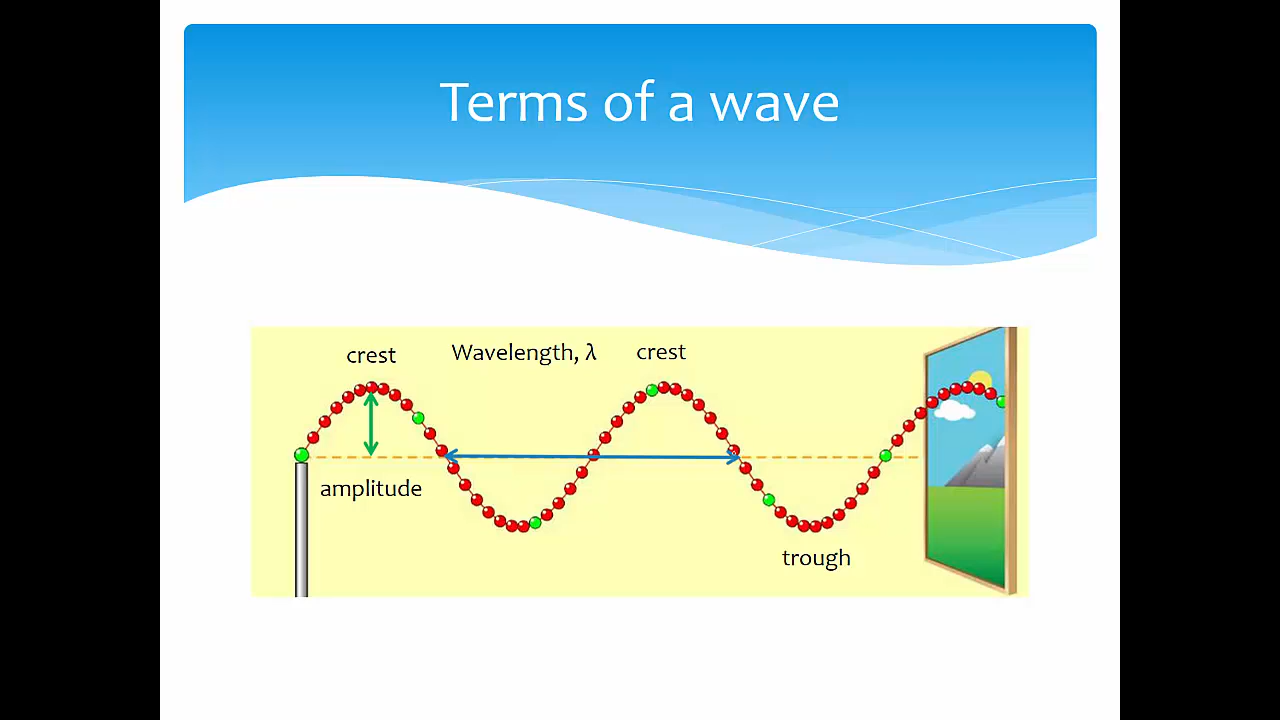 Terms of a wave
crest
Wavelength, λ
crest
amplitude
trough